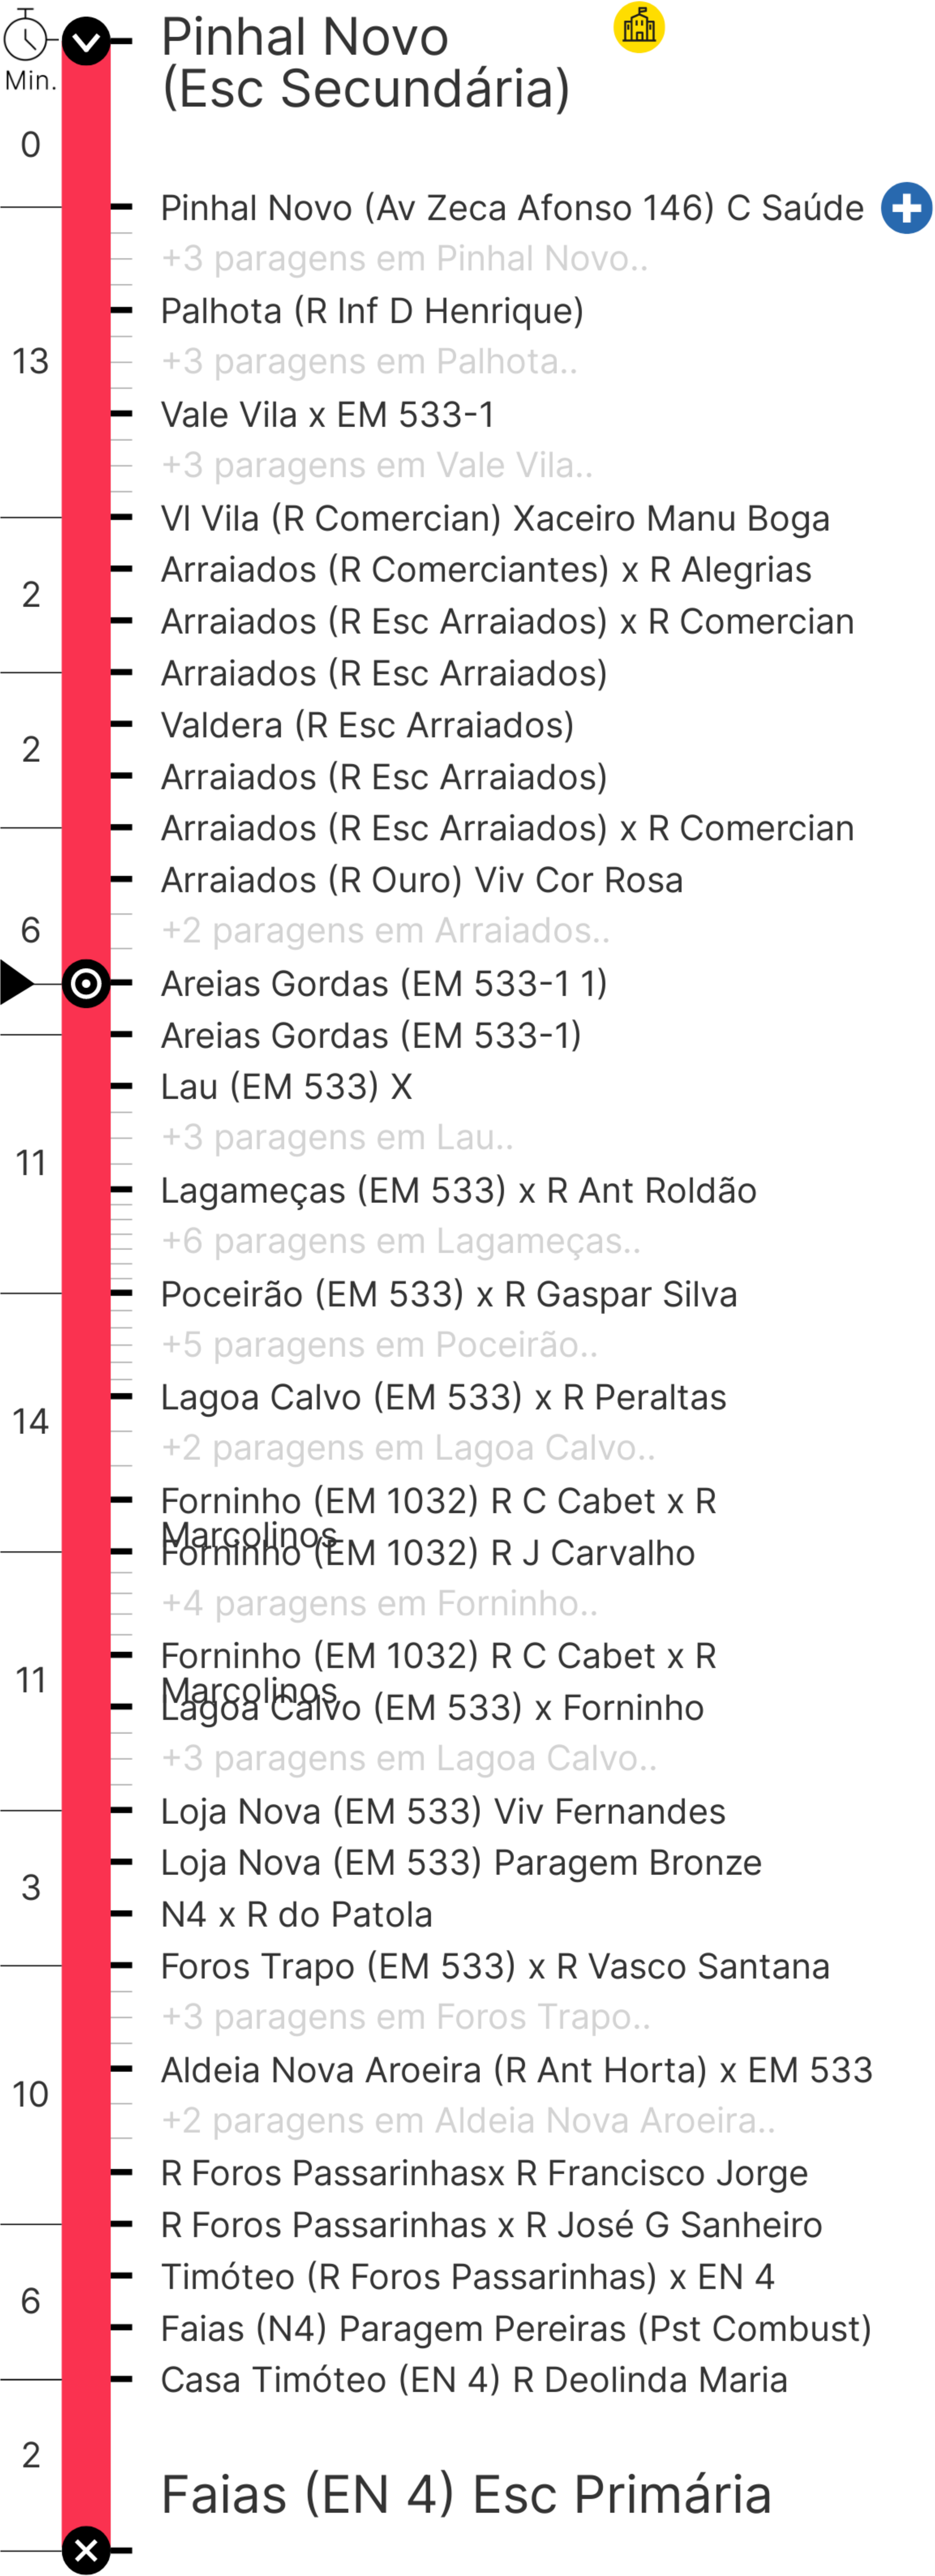 Pinhal Novo
(Esc Secundária)
Min.
0
Pinhal Novo (Av Zeca Afonso 146) C Saúde
+3 paragens em Pinhal Novo..
Palhota (R Inf D Henrique)
13
+3 paragens em Palhota..
Vale Vila x EM 533-1
+3 paragens em Vale Vila..
Vl Vila (R Comercian) Xaceiro Manu Boga
Arraiados (R Comerciantes) x R Alegrias
2
Arraiados (R Esc Arraiados) x R Comercian
Arraiados (R Esc Arraiados)
Valdera (R Esc Arraiados)
2
Arraiados (R Esc Arraiados)
Arraiados (R Esc Arraiados) x R Comercian
Arraiados (R Ouro) Viv Cor Rosa
6
+2 paragens em Arraiados..
Areias Gordas (EM 533-1 1)
Areias Gordas (EM 533-1)
Lau (EM 533) X
+3 paragens em Lau..
11
Lagameças (EM 533) x R Ant Roldão
+6 paragens em Lagameças..
Poceirão (EM 533) x R Gaspar Silva
+5 paragens em Poceirão..
Lagoa Calvo (EM 533) x R Peraltas
14
+2 paragens em Lagoa Calvo..
Forninho (EM 1032) R C Cabet x R
Marcolinos
Forninho (EM 1032) R J Carvalho
+4 paragens em Forninho..
Forninho (EM 1032) R C Cabet x R
Marcolinos
11
Lagoa Calvo (EM 533) x Forninho
+3 paragens em Lagoa Calvo..
Loja Nova (EM 533) Viv Fernandes
Loja Nova (EM 533) Paragem Bronze
3
N4 x R do Patola
Foros Trapo (EM 533) x R Vasco Santana
+3 paragens em Foros Trapo..
Aldeia Nova Aroeira (R Ant Horta) x EM 533
10
+2 paragens em Aldeia Nova Aroeira..
R Foros Passarinhasx R Francisco Jorge
R Foros Passarinhas x R José G Sanheiro
Timóteo (R Foros Passarinhas) x EN 4
6
Faias (N4) Paragem Pereiras (Pst Combust)
Casa Timóteo (EN 4) R Deolinda Maria
2
Faias (EN 4) Esc Primária